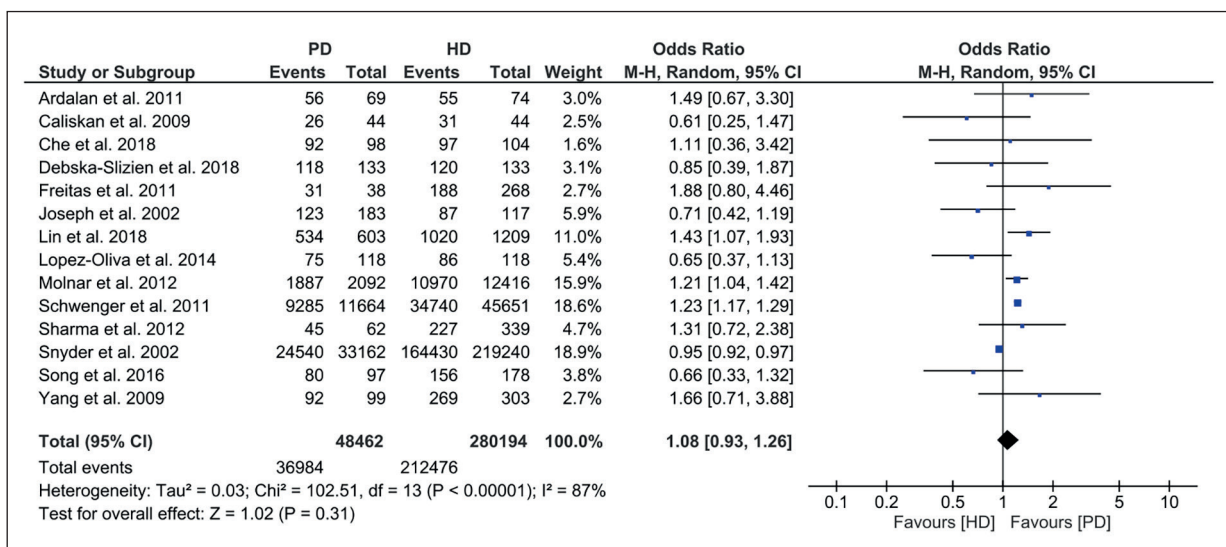 PD HD Odds Ratio Odds Ratio
Study or Subgroup Events Total Events Total Weight M-H, Random, 95% CI M-H, Random, 95% CI
Ardalan et al. 2011 56 69 55 74 3.0% 1.49 [0.67, 3.30]
Caliskan et al. 2009 26 44 31 44 2.5% 0.61 [0.25, 1.47]
Che et al. 2018 92 98 97 104 1.6% 1.11 [0.36, 3.42]
Debska-Slizien et al. 2018 118 133 120 133 3.1% 0.85 [0.39, 1.87]
Freitas et al. 2011 31 38 188 268 2.7% 1.88 [0.80, 4.46]
Joseph et al. 2002 123 183 87 117 5.9% 0.71 [0.42, 1.19]
Lin et al. 2018 534 603 1020 1209 11.0% 1.43 [1.07, 1.93]
Lopez-Oliva et al. 2014 75 118 86 118 5.4% 0.65 [0.37, 1.13]
Molnar et al. 2012 1887 2092 10970 12416 15.9% 1.21 [1.04, 1.42]
Schwenger et al. 2011 9285 11664 34740 45651 18.6% 1.23 [1.17, 1.29]
Sharma et al. 2012 45 62 227 339 4.7% 1.31 [0.72, 2.38]
Snyder et al. 2002 24540 33162 164430 219240 18.9% 0.95 [0.92, 0.97]
Song et al. 2016 80 97 156 178 3.8% 0.66 [0.33, 1.32]
Yang et al. 2009 92 99 269 303 2.7% 1.66 [0.71, 3.88]
Total (95% CI) 48462 280194 100.0% 1.08 [0.93, 1.26]
Total events 36984 212476
Heterogeneity: Tau² = 0.03; Chi² = 102.51, df = 13 (P < 0.00001); I² = 87%
Test for overall effect: Z = 1.02 (P = 0.31)
0.1 0.2 0.5 1 2 5 10
Favours [HD] Favours [PD]